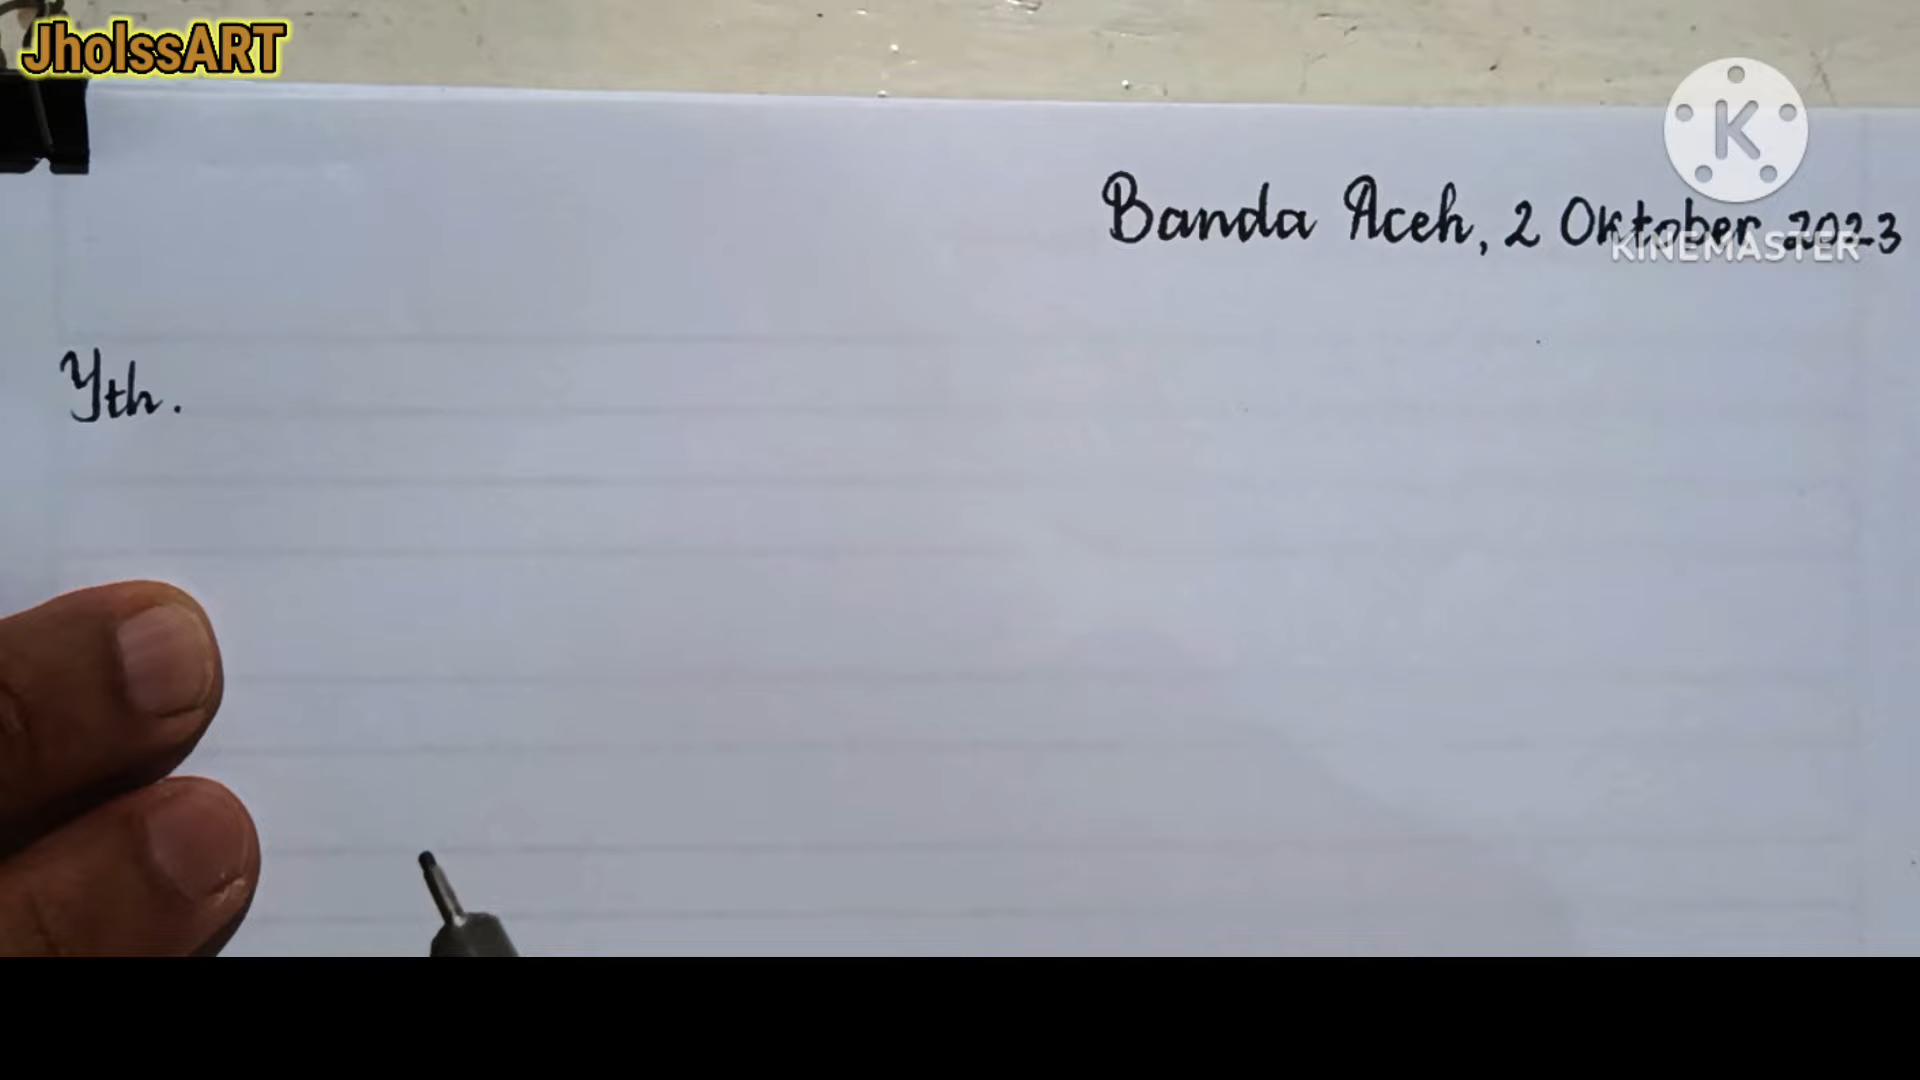 JholssART
K
Banda Aceh, 2 Oktober 2023
KINEMASTER
Yth.